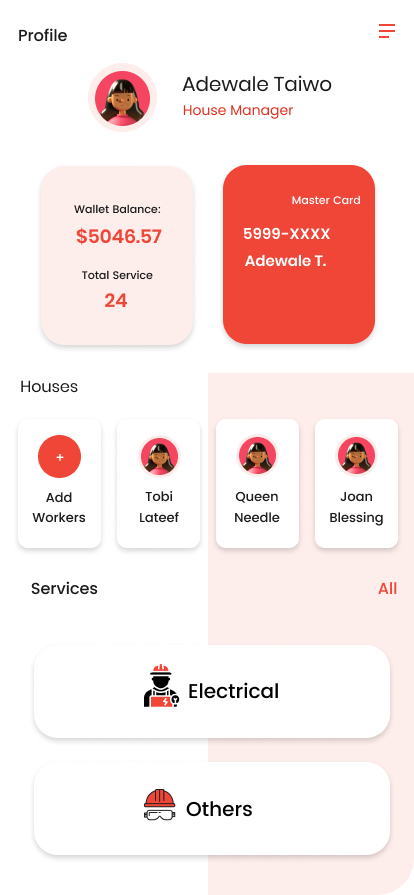 Profile
Adewale Taiwo
House Manager
Wallet Balance:
$5046.57
Total Service
24
Master Card
5999-XXXX
Adewale T.
Houses
+
Add
Workers
Tobi
Lateef
Queen
Needle
Joan
Blessing
Services
All
Electrical
Others